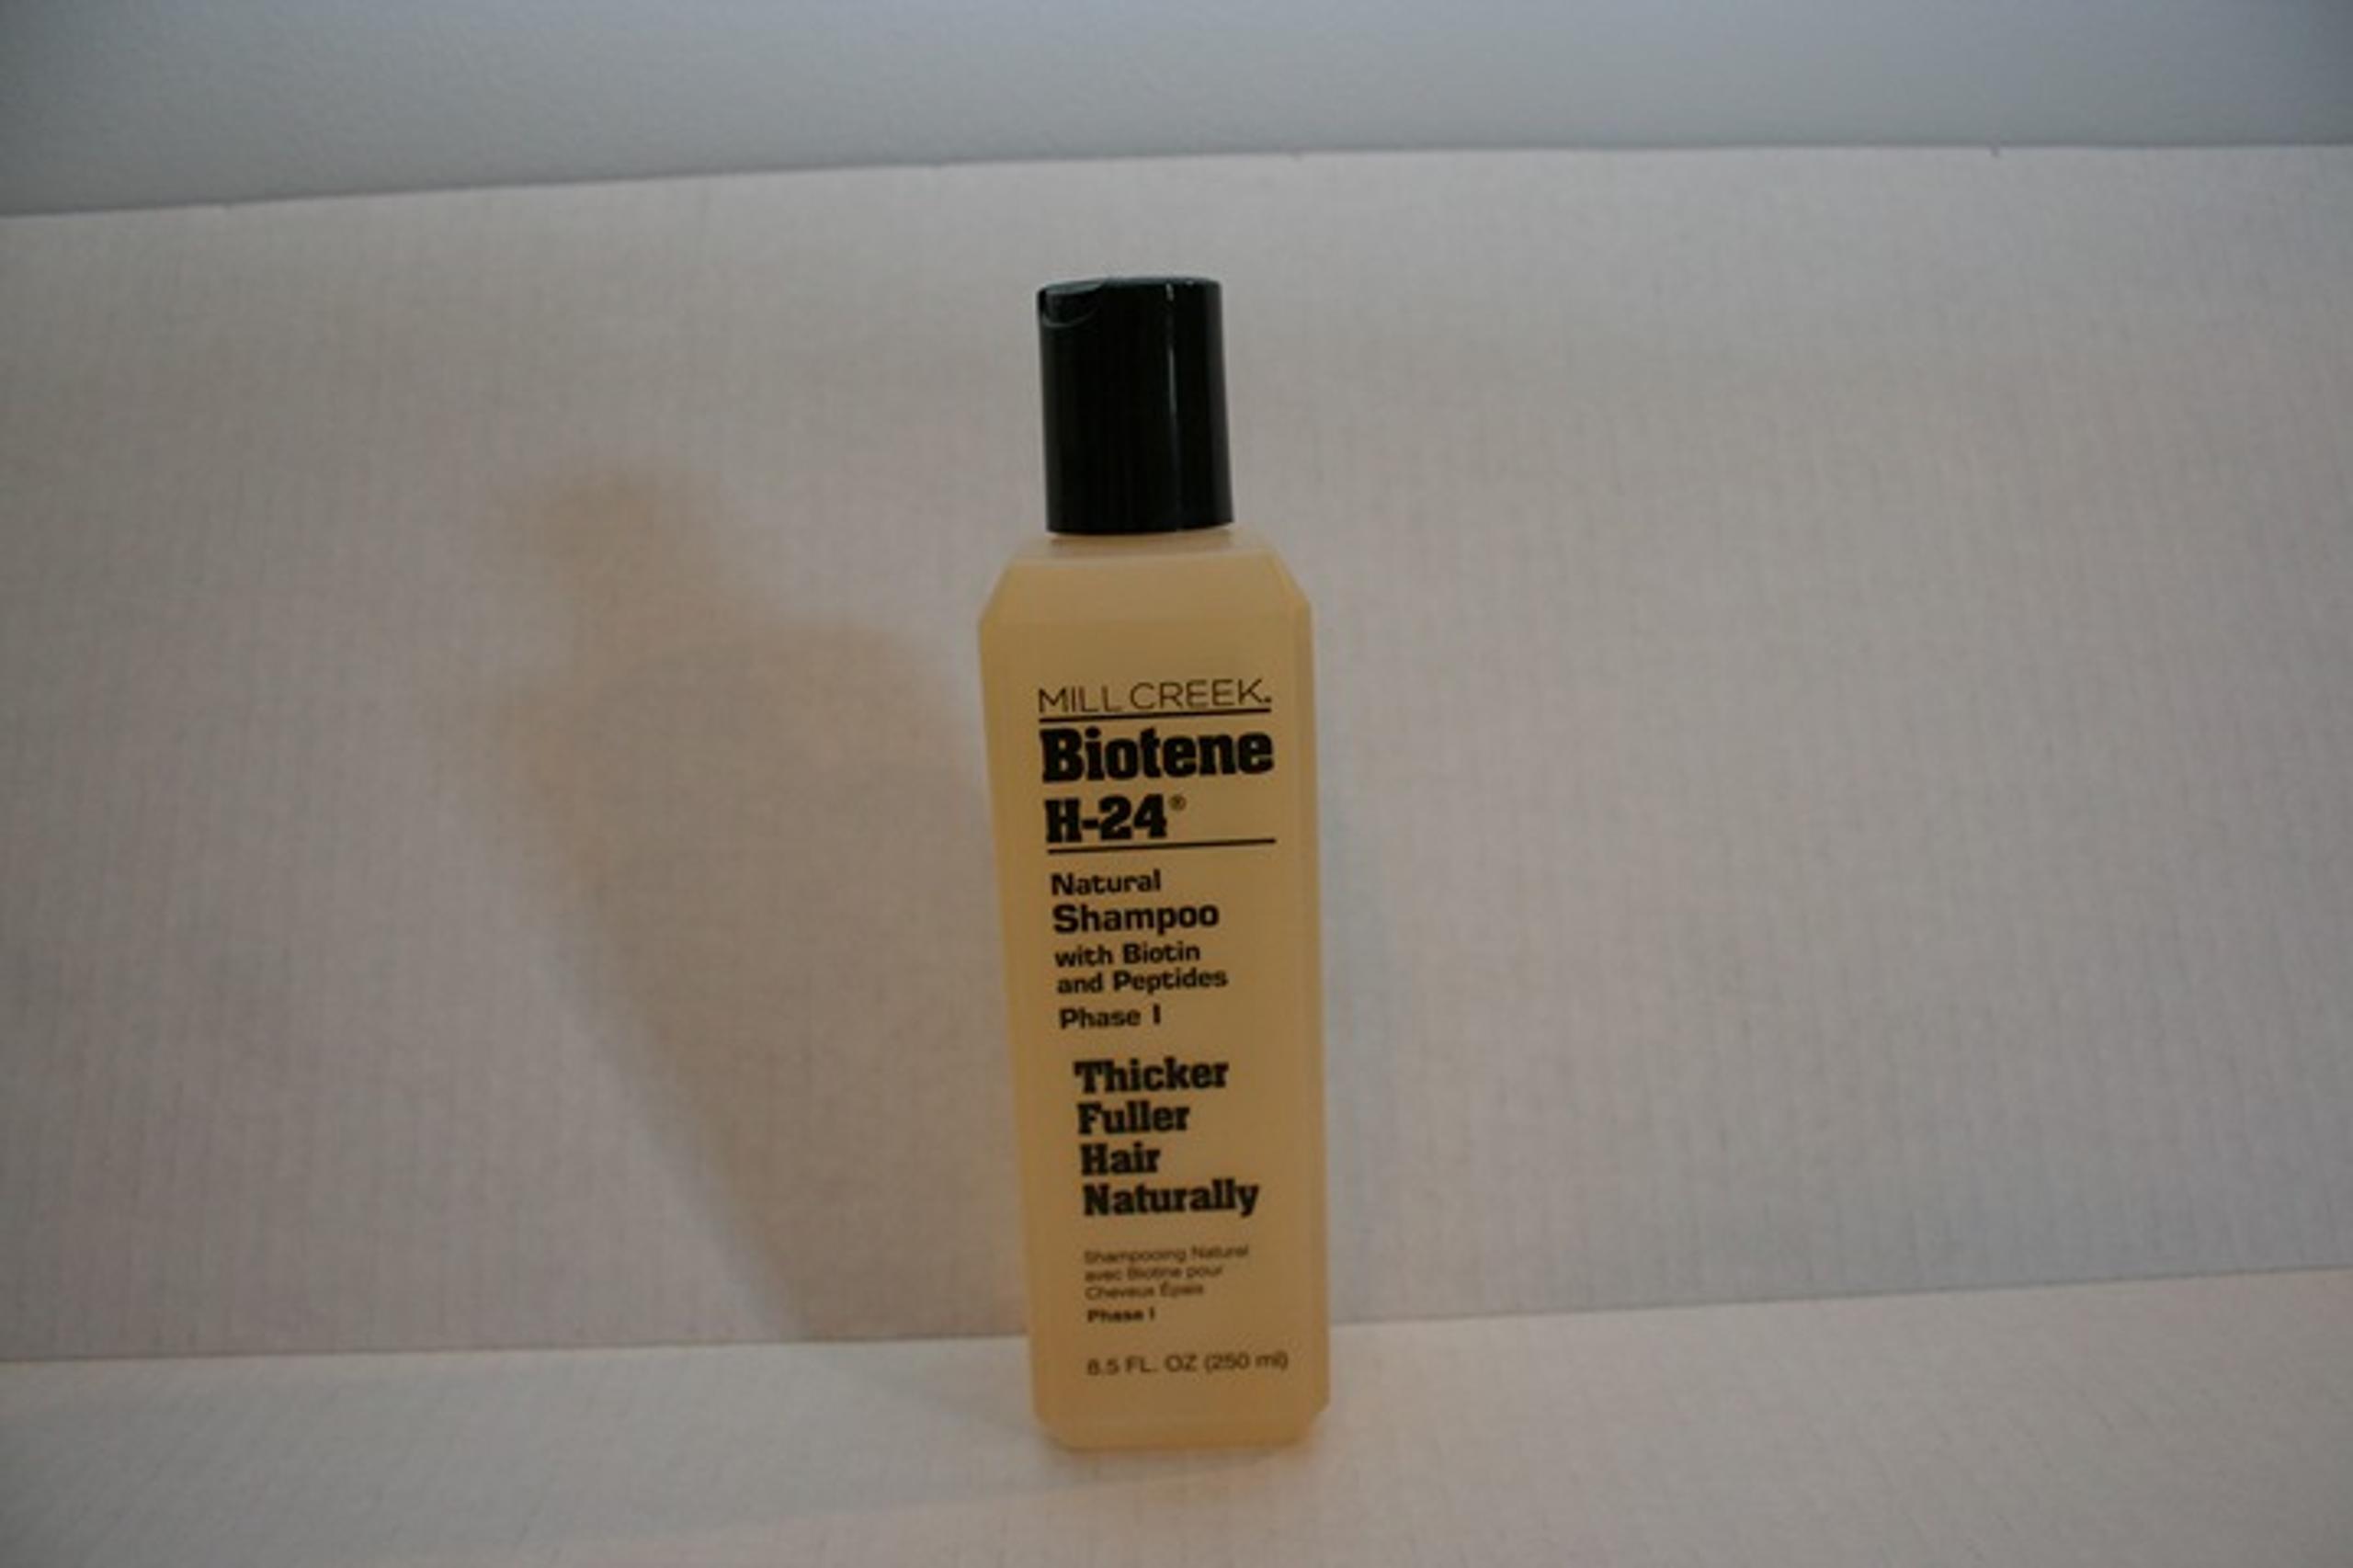 MILL CREEK.
Biotene
H-24®
Natural
Shampoo
with Biotin
and Peptides
Phase I
Thicker
Fuller
Hair
Naturally
Shampooing Natural
avec Biotine pour
Cheveux Épais
Phase I
8.5 FL. OZ (250 ml)